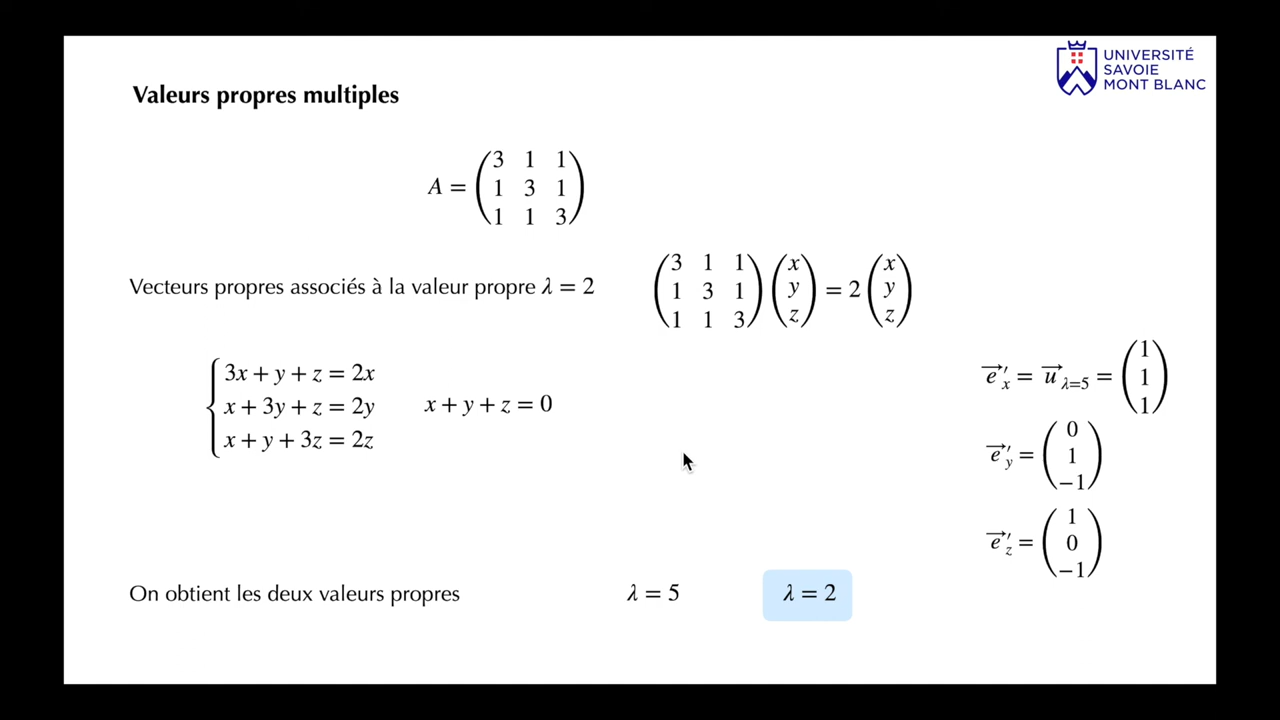 UNIVERSITÉ
SAVOIE
MONT BLANC
Valeurs propres multiples
A = (3 1 1
1 3 1
1 1 3)
Vecteurs propres associés à la valeur propre λ = 2
(3 1 1
1 3 1
1 1 3) (x
y
z) = 2 (x
y
z)
3x + y + z = 2x
x + 3y + z = 2y
x + y + 3z = 2z
x + y + z = 0
e⃗′x = u⃗λ=5 = (1
1
1)
e⃗′y = (0
1
−1)
e⃗′z = (1
0
−1)
On obtient les deux valeurs propres
λ = 5
λ = 2